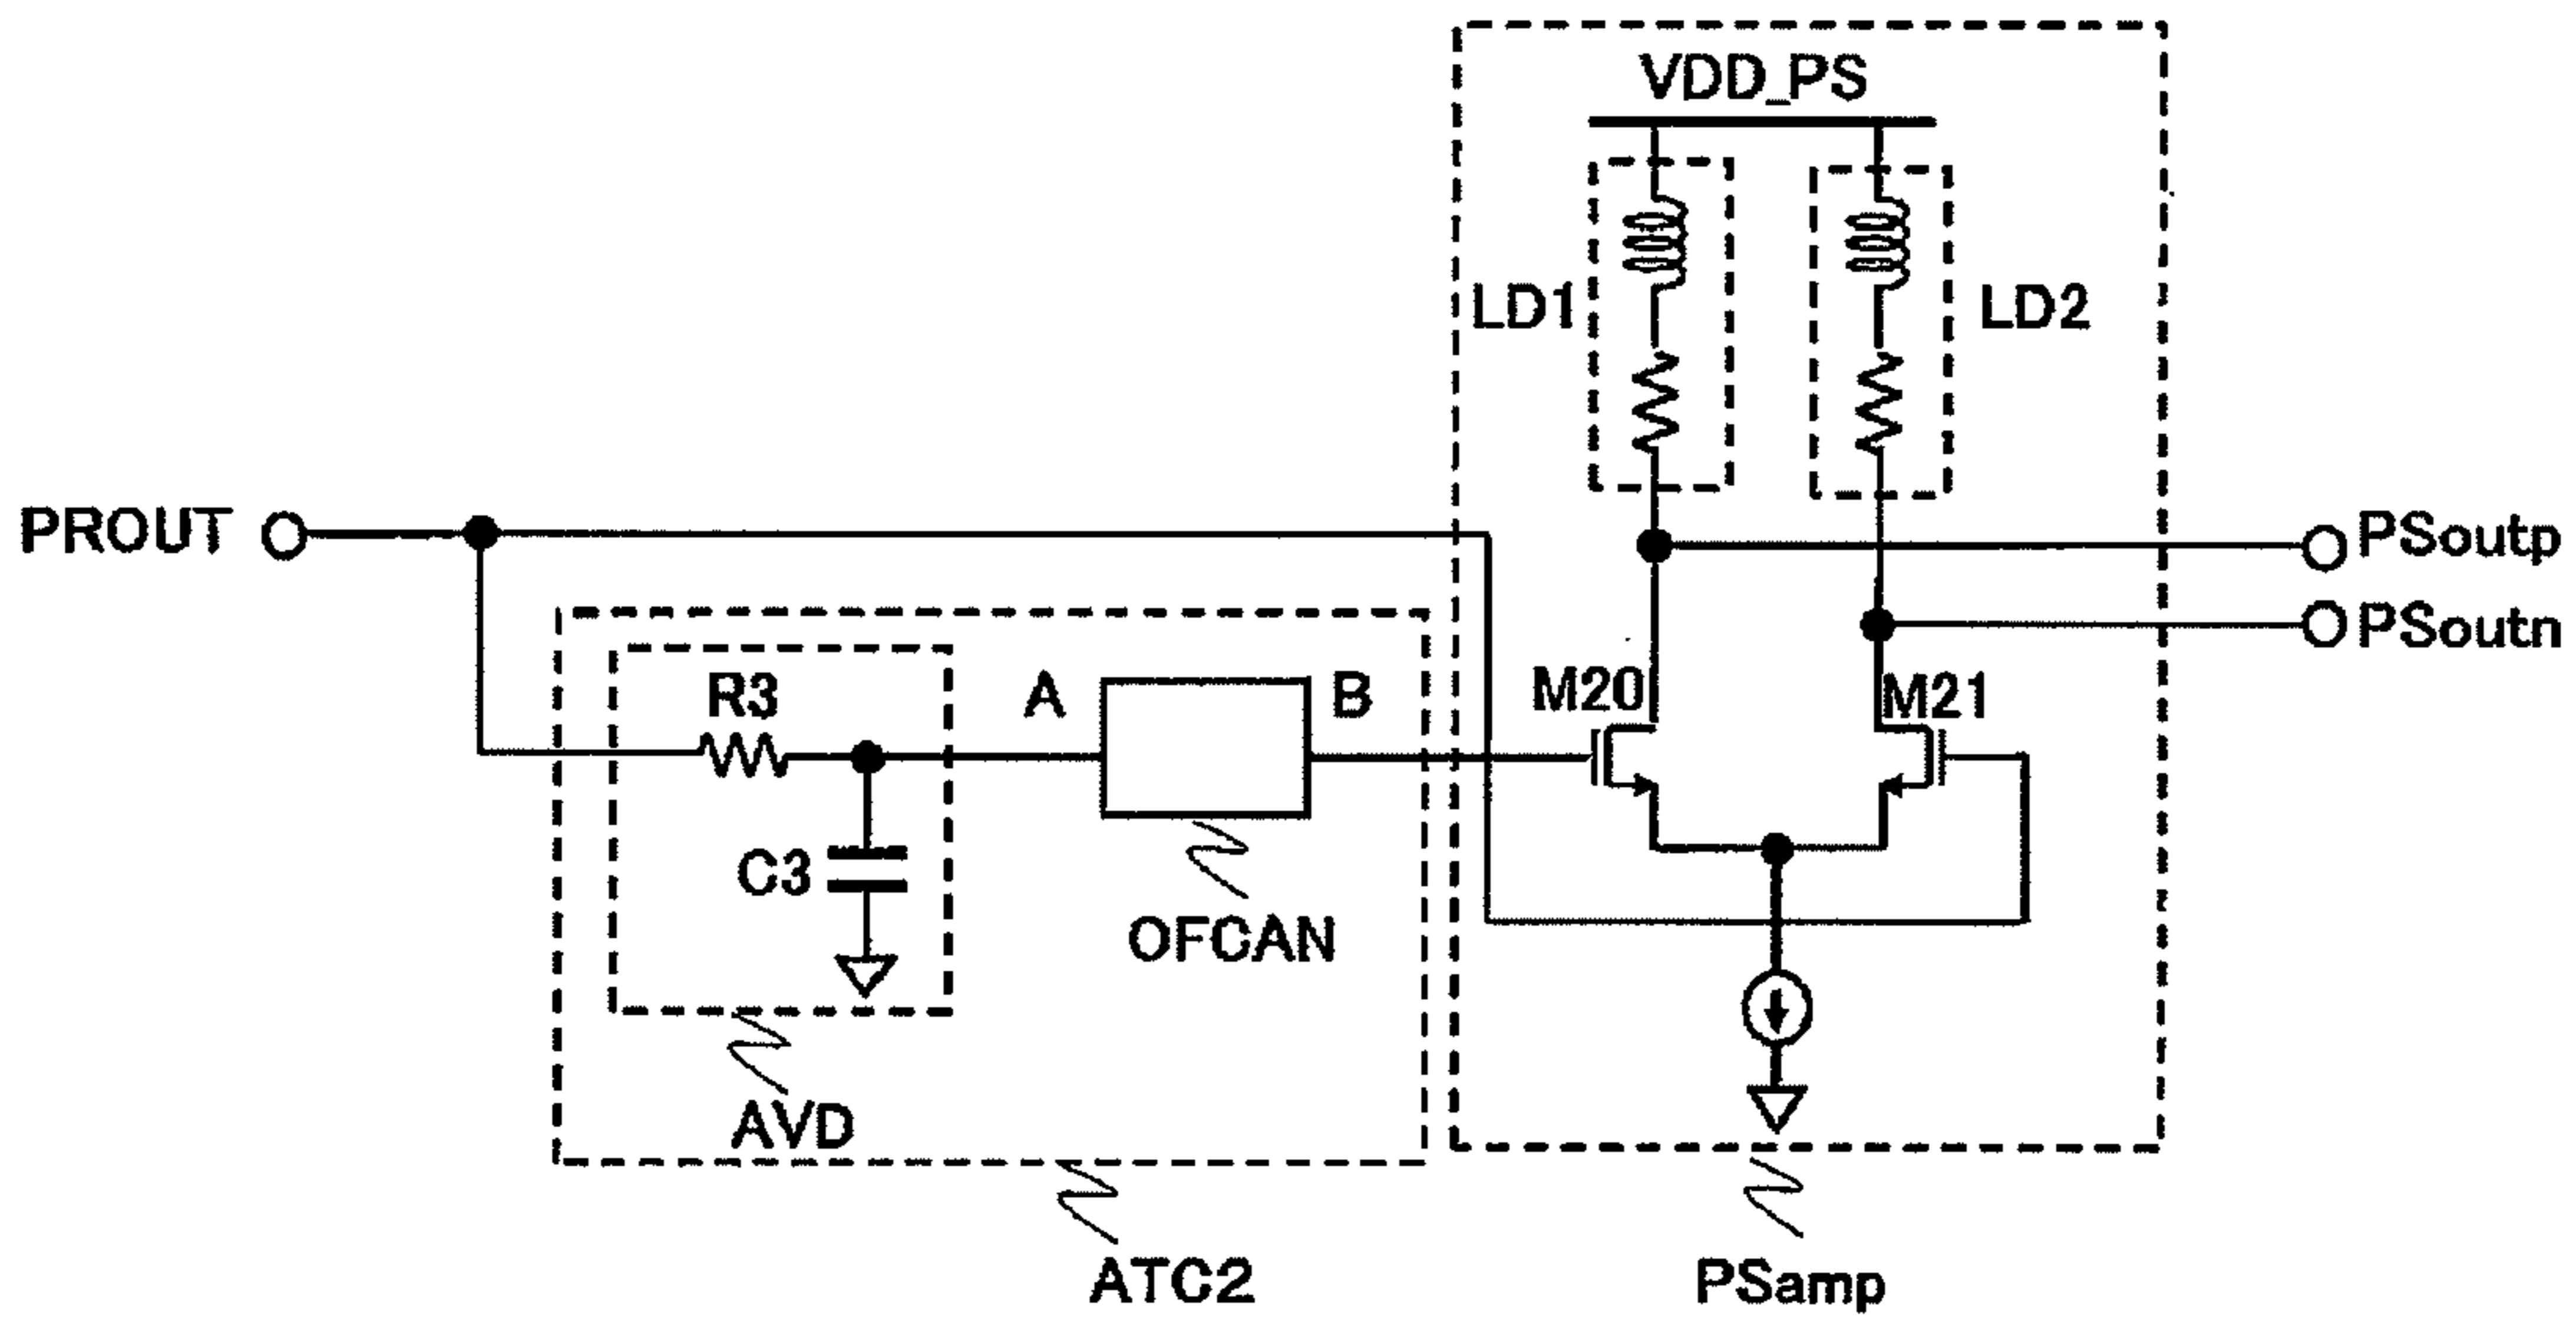 VDD_PS
LD1
LD2
PROUT
PSoutp
PSoutn
R3
A
B
M20
M21
C3
OFCAN
AVD
ATC2
PSamp